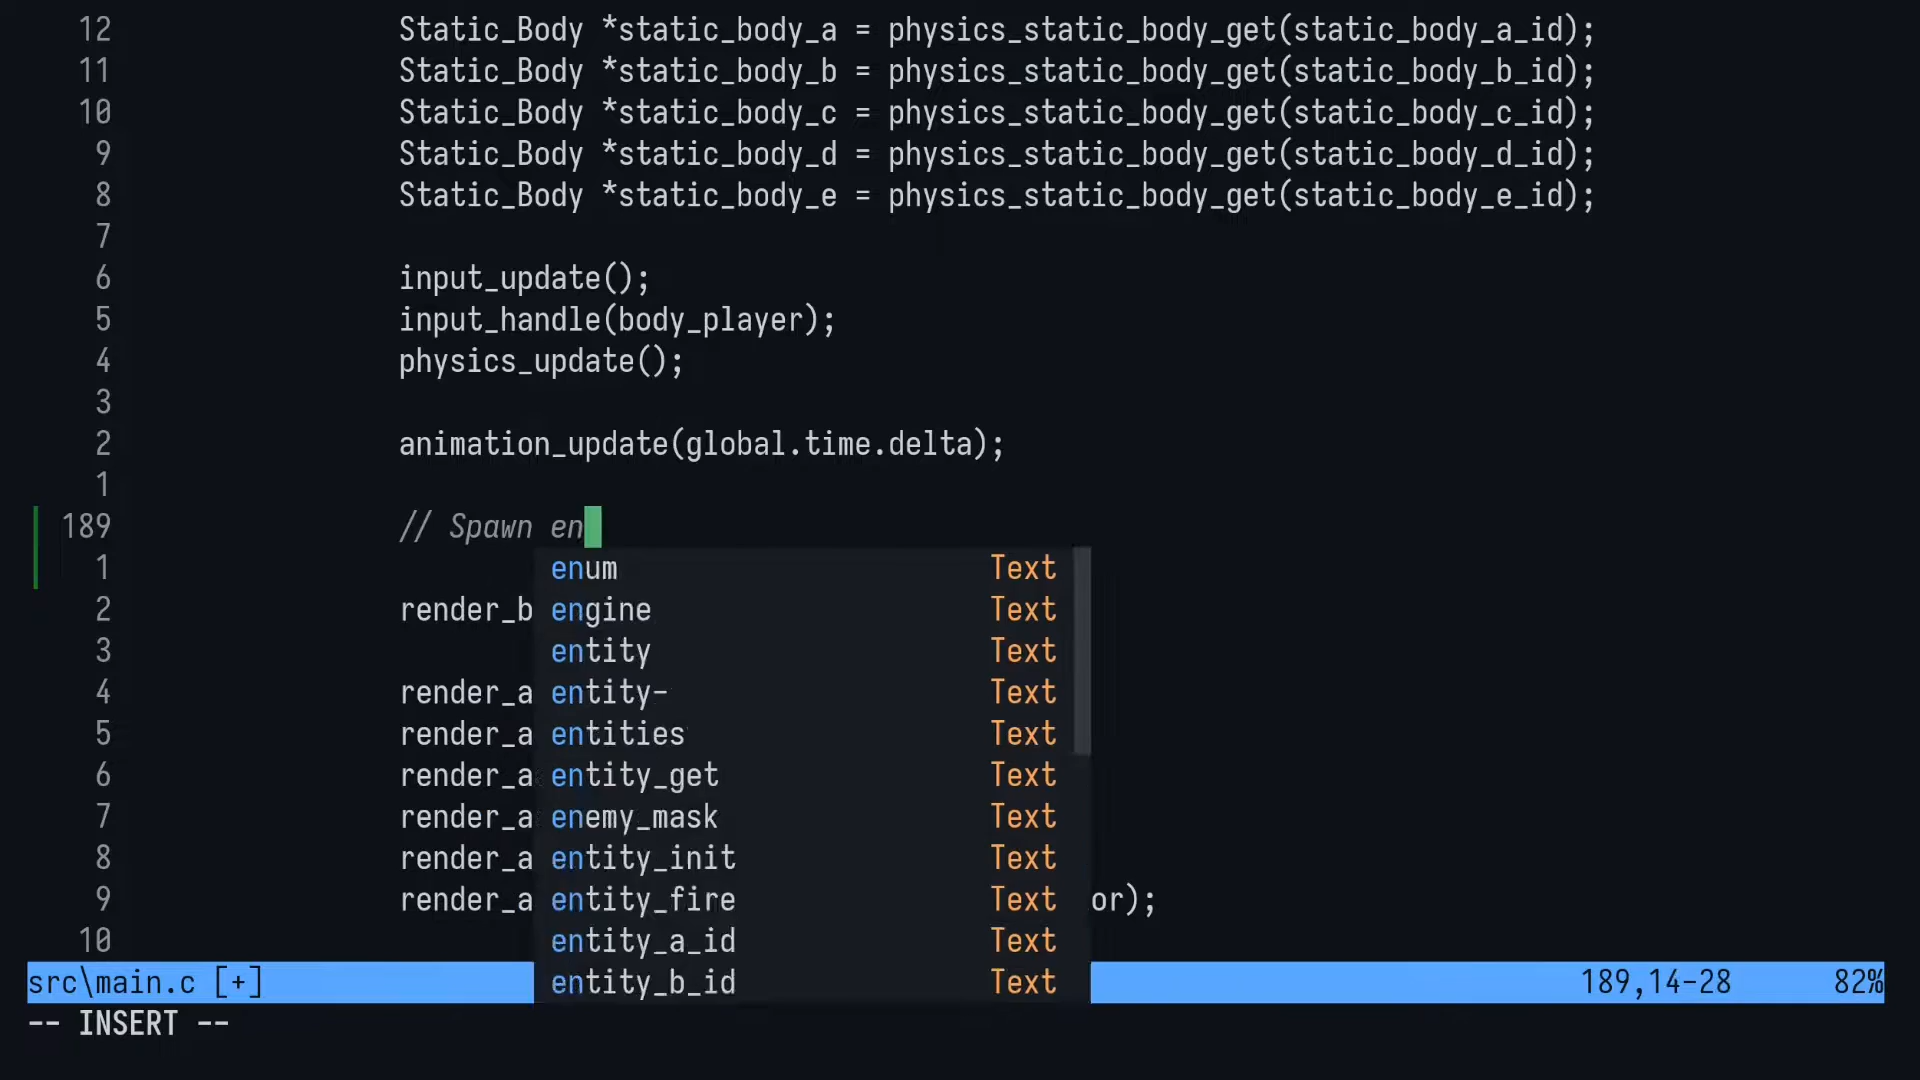 12 Static_Body *static_body_a = physics_static_body_get(static_body_a_id);
11 Static_Body *static_body_b = physics_static_body_get(static_body_b_id);
10 Static_Body *static_body_c = physics_static_body_get(static_body_c_id);
9 Static_Body *static_body_d = physics_static_body_get(static_body_d_id);
8 Static_Body *static_body_e = physics_static_body_get(static_body_e_id);
7
6 input_update();
5 input_handle(body_player);
4 physics_update();
3
2 animation_update(global.time.delta);
1
189 // Spawn en
1 enum Text
2 render_b engine Text
3 entity Text
4 render_a entity- Text
5 render_a entities Text
6 render_a entity_get Text
7 render_a enemy_mask Text
8 render_a entity_init Text
9 render_a entity_fire Text or);
10 entity_a_id Text
src\main.c [+] entity_b_id Text 189,14-28 82%
-- INSERT --